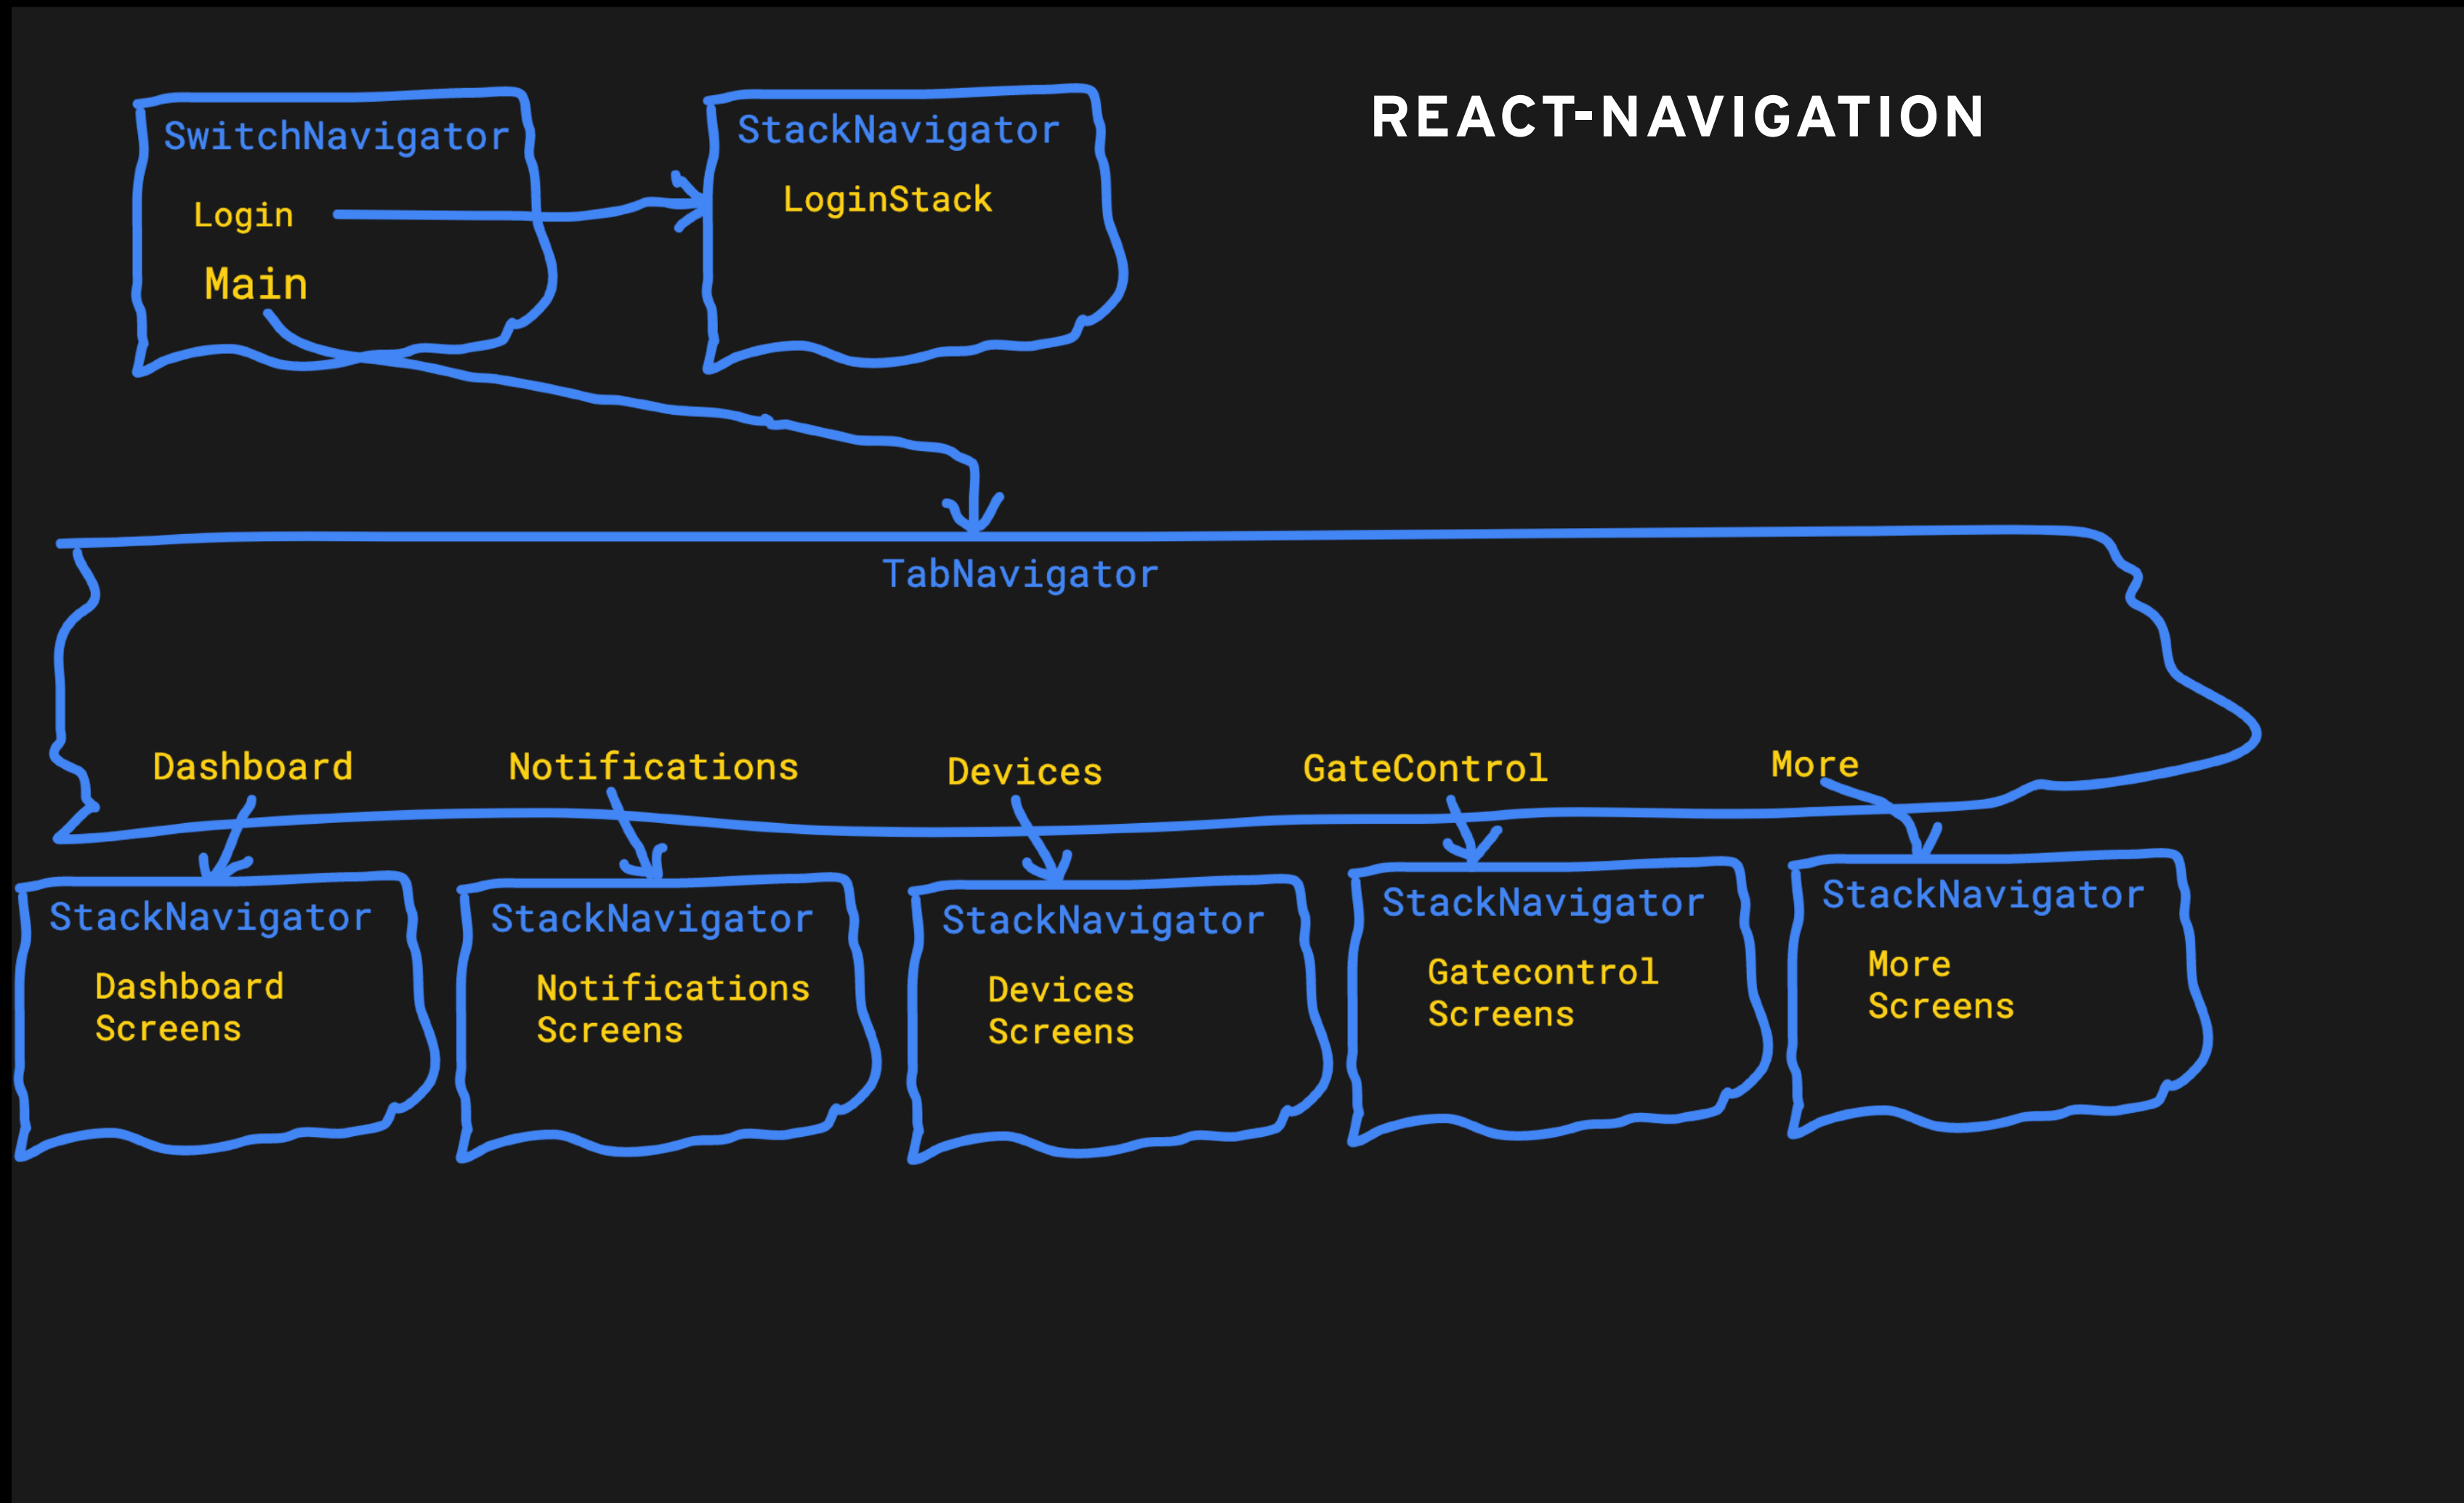 REACT-NAVIGATION
SwitchNavigator
Login
Main
StackNavigator
LoginStack
TabNavigator
Dashboard
Notifications
Devices
GateControl
More
StackNavigator
Dashboard
Screens
StackNavigator
Notifications
Screens
StackNavigator
Devices
Screens
StackNavigator
Gatecontrol
Screens
StackNavigator
More
Screens